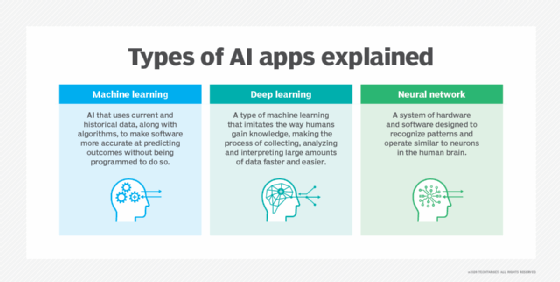 Types of AI apps explained
Machine learning
AI that uses current and
historical data, along with
algorithms, to make software
more accurate at predicting
outcomes without being
programmed to do so.
Deep learning
A type of machine learning
that imitates the way humans
gain knowledge, making the
process of collecting, analyzing
and interpreting large amounts
of data faster and easier.
Neural network
A system of hardware
and software designed to
recognize patterns and
operate similar to neurons
in the human brain.
ALL RIGHTS RESERVED